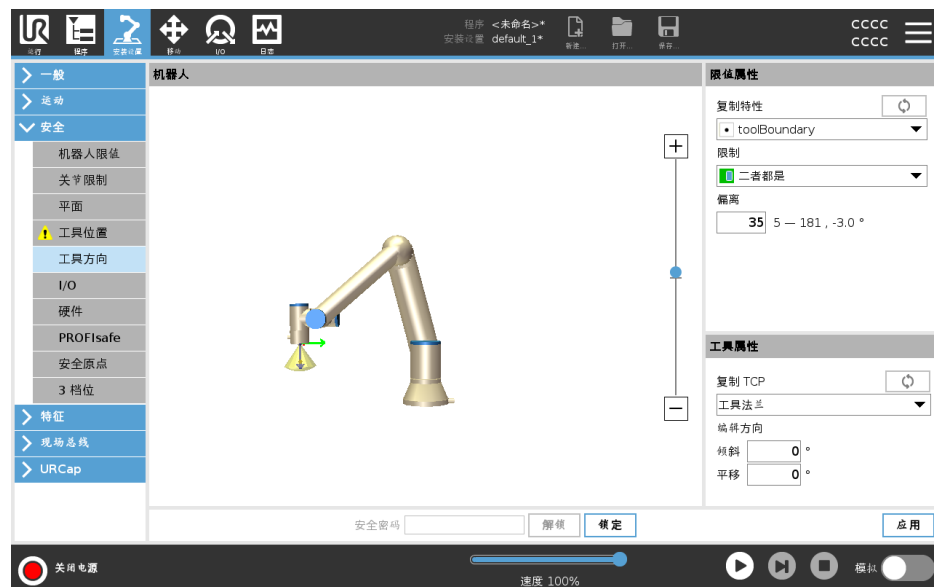 UR
程序 <未命名>*
安装设置 default_1*
运行 程序 安装设置 移动 I/O 日志
新建... 打开... 保存...
CCCC
CCCC
一般
运动
安全
机器人限值
关节限制
平面
工具位置
工具方向
I/O
硬件
PROFIsafe
安全原点
3 档位
特征
现场总线
URCap
机器人
限值属性
复制特性
toolBoundary
限制
二者都是
偏离
35 5 — 181 , -3.0 °
工具属性
复制 TCP
工具法兰
编辑方向
倾斜 0 °
平移 0 °
安全密码 解锁 锁定 应用
关闭电源
速度 100%
模拟